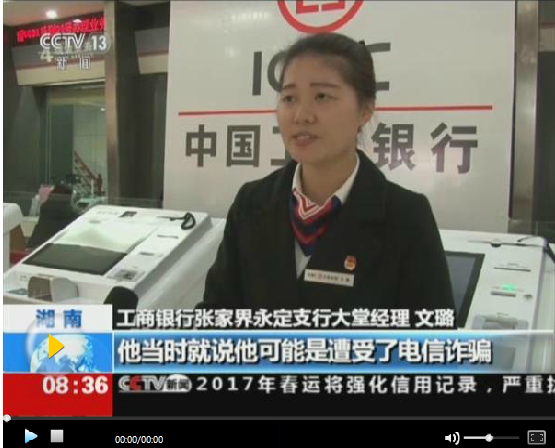 CCTV 13
新闻
中国工 银行
湖南
工商银行张家界永定支行大堂经理 文璐
他当时就说他可能是遭受了电信诈骗
08:36
CCTV新闻 2017年春运将强化信用记录，严重扰
00:00/00:00